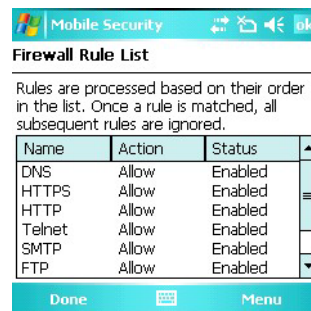 Mobile Security ok
Firewall Rule List
Rules are processed based on their order
in the list. Once a rule is matched, all
subsequent rules are ignored.
Name Action Status
DNS Allow Enabled
HTTPS Allow Enabled
HTTP Allow Enabled
Telnet Allow Enabled
SMTP Allow Enabled
FTP Allow Enabled
Done Menu